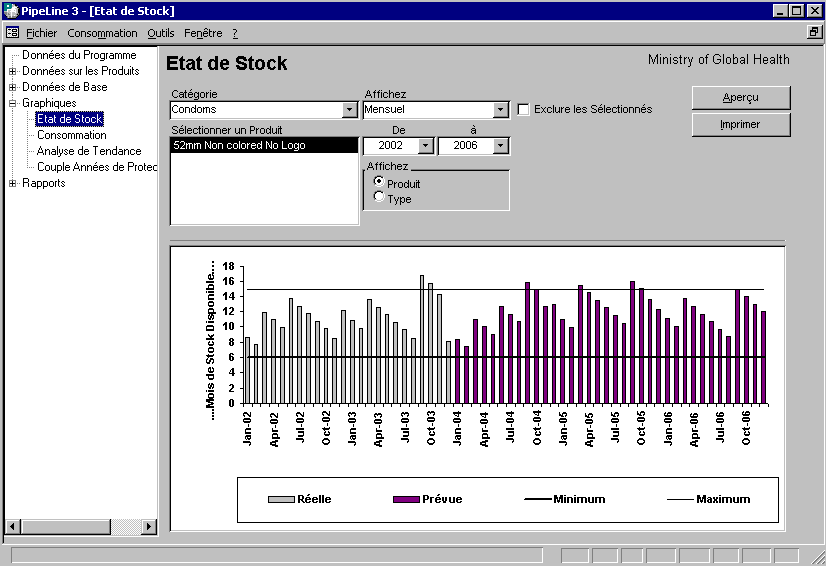 PipeLine 3 - [Etat de Stock]
Fichier Consommation Outils Fenêtre ?
Données du Programme
Données sur les Produits
Données de Base
Graphiques
Etat de Stock
Consommation
Analyse de Tendance
Couple Années de Protec
Rapports
Etat de Stock
Ministry of Global Health
Catégorie
Affichez
Condoms
Mensuel
Exclure les Sélectionnés
Aperçu
Imprimer
Sélectionner un Produit
De
à
52mm Non colored No Logo
2002
2006
Affichez
Produit
Type
....Mois de Stock Disponible....
18
16
14
12
10
8
6
4
2
0
Jan-02
Apr-02
Jul-02
Oct-02
Jan-03
Apr-03
Jul-03
Oct-03
Jan-04
Apr-04
Jul-04
Oct-04
Jan-05
Apr-05
Jul-05
Oct-05
Jan-06
Apr-06
Jul-06
Oct-06
Réelle
Prévue
Minimum
Maximum